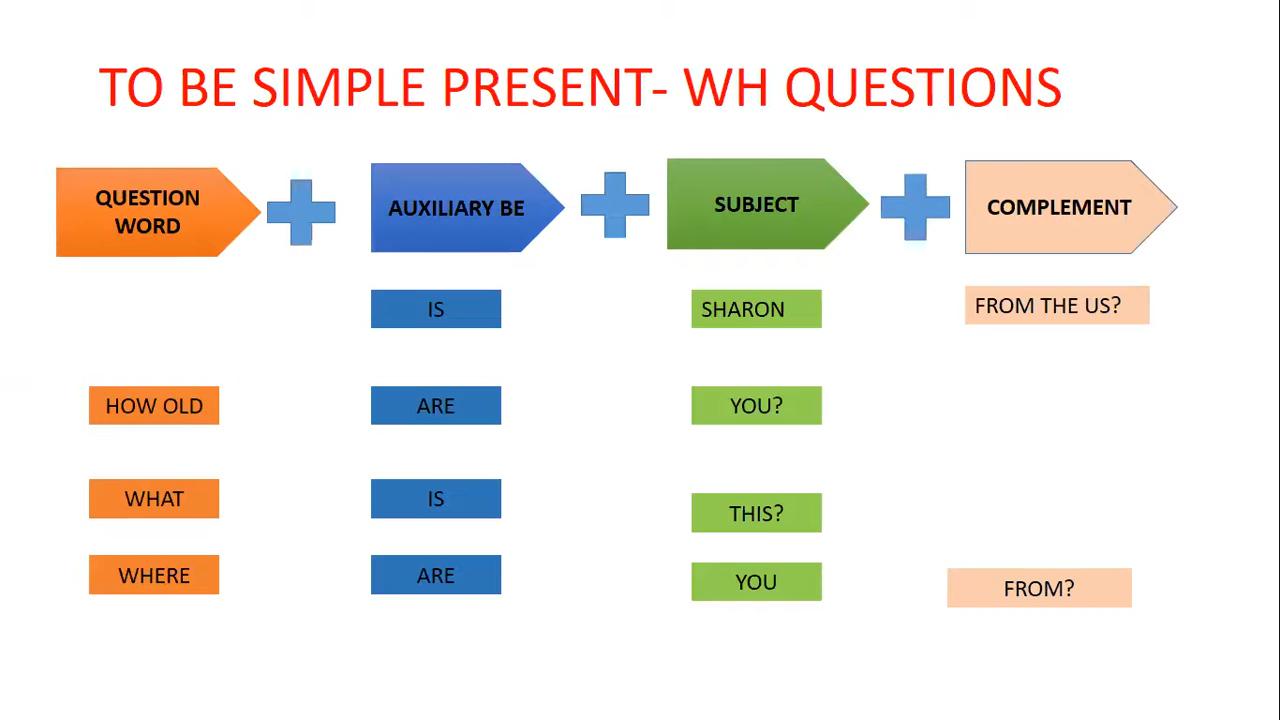 TO BE SIMPLE PRESENT- WH QUESTIONS
QUESTION
WORD
AUXILIARY BE
SUBJECT
COMPLEMENT
IS
SHARON
FROM THE US?
HOW OLD
ARE
YOU?
WHAT
IS
THIS?
WHERE
ARE
YOU
FROM?